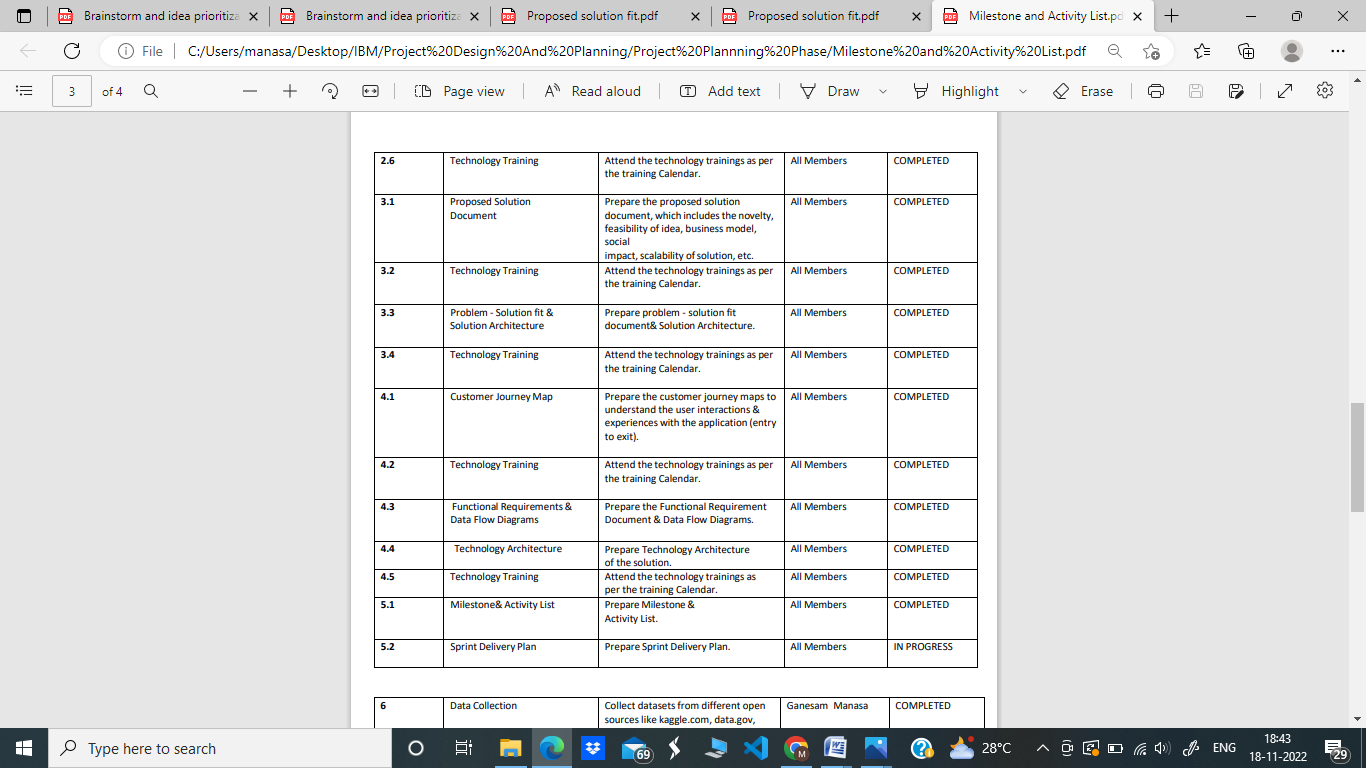 Brainstorm and idea prioritiza
Brainstorm and idea prioritiza
Proposed solution fit.pdf
Proposed solution fit.pdf
Milestone and Activity List.pd
File
C:/Users/manasa/Desktop/IBM/Project%20Design%20And%20Planning/Project%20Plannning%20Phase/Milestone%20and%20Activity%20List.pdf
3 of 4
Page view
Read aloud
Add text
Draw
Highlight
Erase
2.6 Technology Training Attend the technology trainings as per All Members COMPLETED
the training Calendar.
3.1 Proposed Solution Prepare the proposed solution All Members COMPLETED
Document document, which includes the novelty,
feasibility of idea, business model,
social
impact, scalability of solution, etc.
3.2 Technology Training Attend the technology trainings as per All Members COMPLETED
the training Calendar.
3.3 Problem - Solution fit & Prepare problem - solution fit All Members COMPLETED
Solution Architecture document& Solution Architecture.
3.4 Technology Training Attend the technology trainings as per All Members COMPLETED
the training Calendar.
4.1 Customer Journey Map Prepare the customer journey maps to All Members COMPLETED
understand the user interactions &
experiences with the application (entry
to exit).
4.2 Technology Training Attend the technology trainings as per All Members COMPLETED
the training Calendar.
4.3 Functional Requirements & Prepare the Functional Requirement All Members COMPLETED
Data Flow Diagrams Document & Data Flow Diagrams.
4.4 Technology Architecture Prepare Technology Architecture All Members COMPLETED
of the solution.
4.5 Technology Training Attend the technology trainings as All Members COMPLETED
per the training Calendar.
5.1 Milestone& Activity List Prepare Milestone & All Members COMPLETED
Activity List.
5.2 Sprint Delivery Plan Prepare Sprint Delivery Plan. All Members IN PROGRESS
6 Data Collection Collect datasets from different open Ganesam Manasa COMPLETED
sources like kaggle.com, data.gov,
Type here to search
69
M
28°C
ENG
18:43
18-11-2022
29